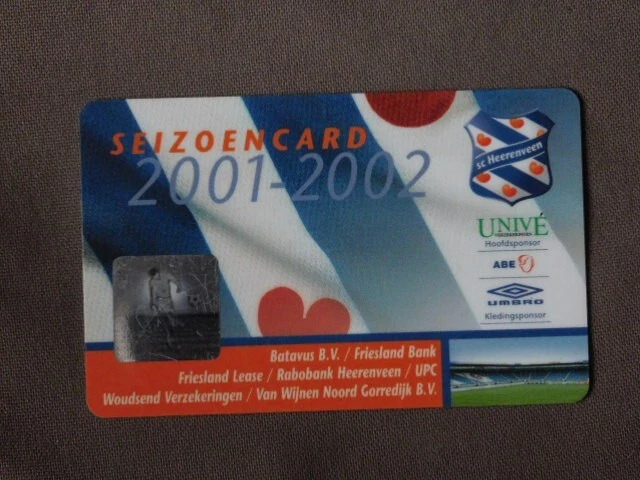 SEIZOENCARD
2001-2002
sc Heerenveen
UNIVÉ
Hoofdsponsor
ABE
UMBRO
Kledingsponsor
Batavus B.V. / Friesland Bank
Friesland Lease / Rabobank Heerenveen / UPC
Woudsend Verzekeringen / Van Wijnen Noord Gorredijk B.V.